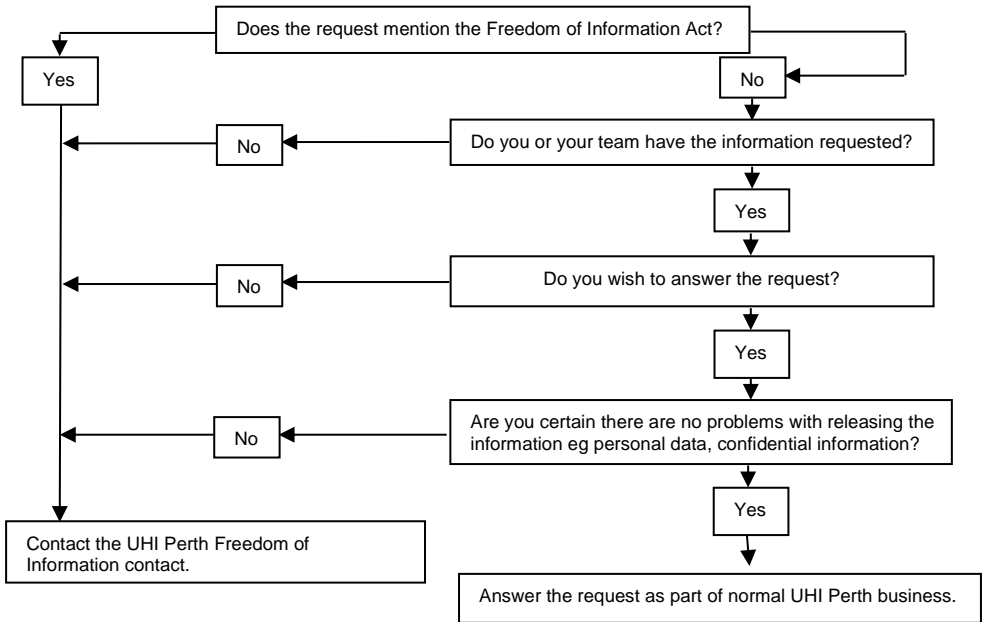 Does the request mention the Freedom of Information Act?
Yes
No
No
Do you or your team have the information requested?
Yes
No
Do you wish to answer the request?
Yes
No
Are you certain there are no problems with releasing the
information eg personal data, confidential information?
Yes
Contact the UHI Perth Freedom of
Information contact.
Answer the request as part of normal UHI Perth business.